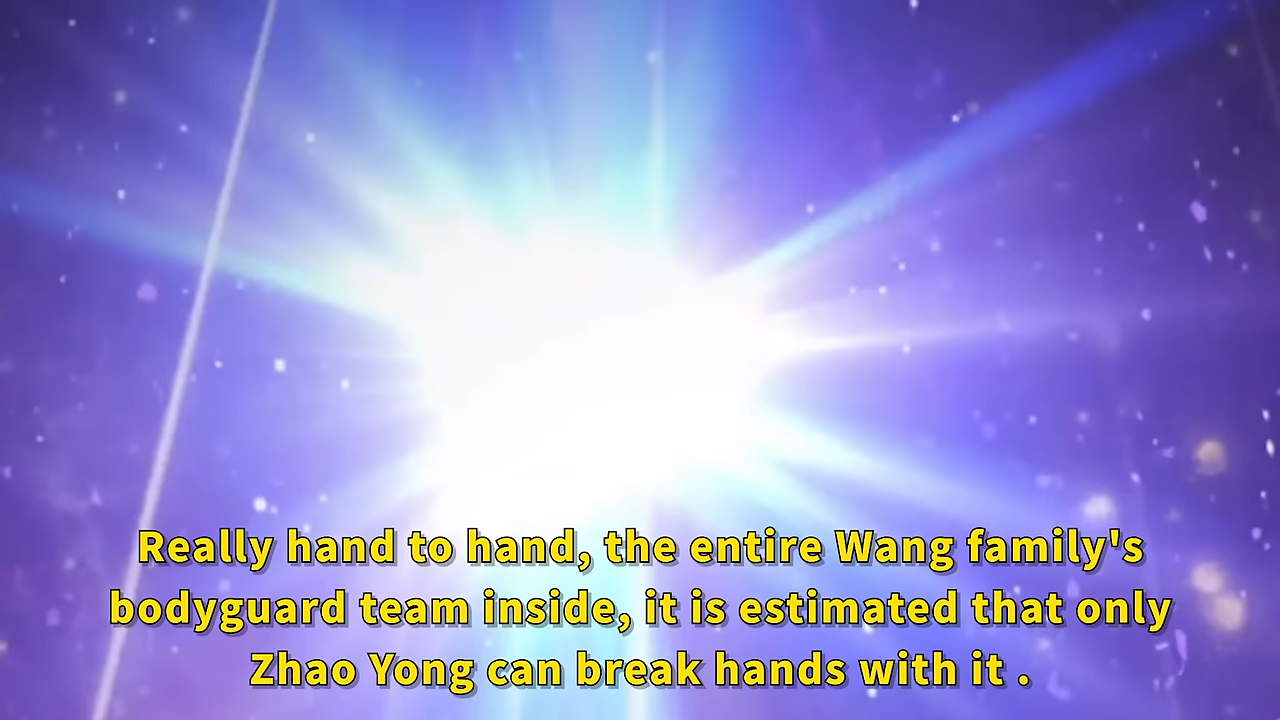 Really hand to hand, the entire Wang family's
bodyguard team inside, it is estimated that only
Zhao Yong can break hands with it .